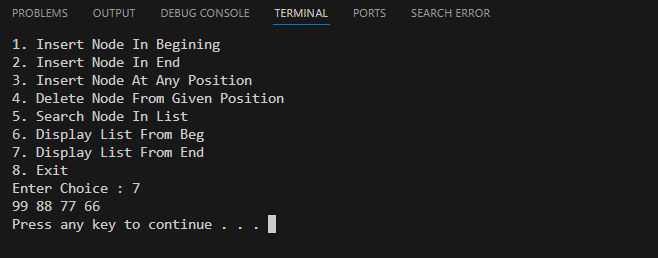 PROBLEMS OUTPUT DEBUG CONSOLE TERMINAL PORTS SEARCH ERROR
1. Insert Node In Begining
2. Insert Node In End
3. Insert Node At Any Position
4. Delete Node From Given Position
5. Search Node In List
6. Display List From Beg
7. Display List From End
8. Exit
Enter Choice : 7
99 88 77 66
Press any key to continue . . .